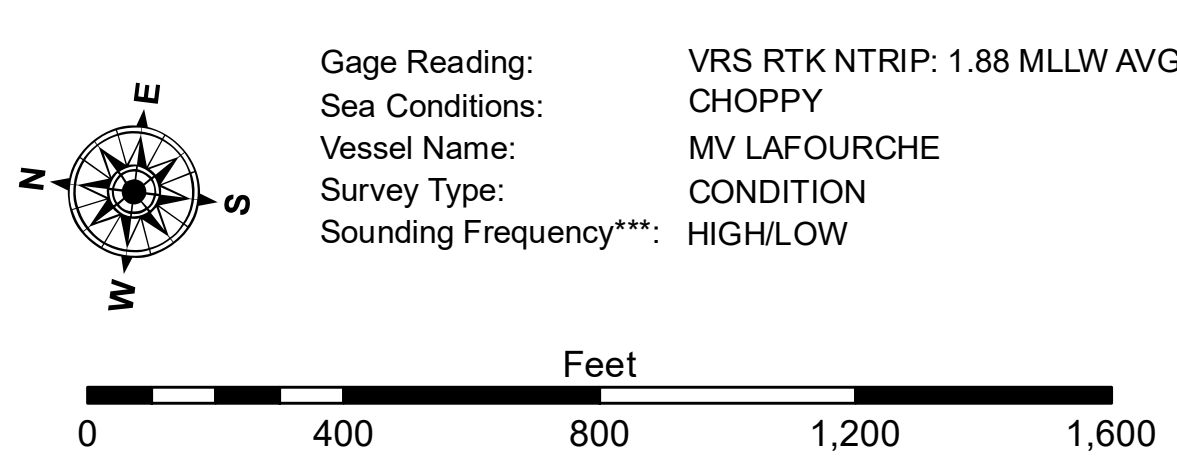 E
N
S
W
Gage Reading: VRS RTK NTRIP: 1.88 MLLW AVG
Sea Conditions: CHOPPY
Vessel Name: MV LAFOURCHE
Survey Type: CONDITION
Sounding Frequency***: HIGH/LOW
Feet
0 400 800 1,200 1,600